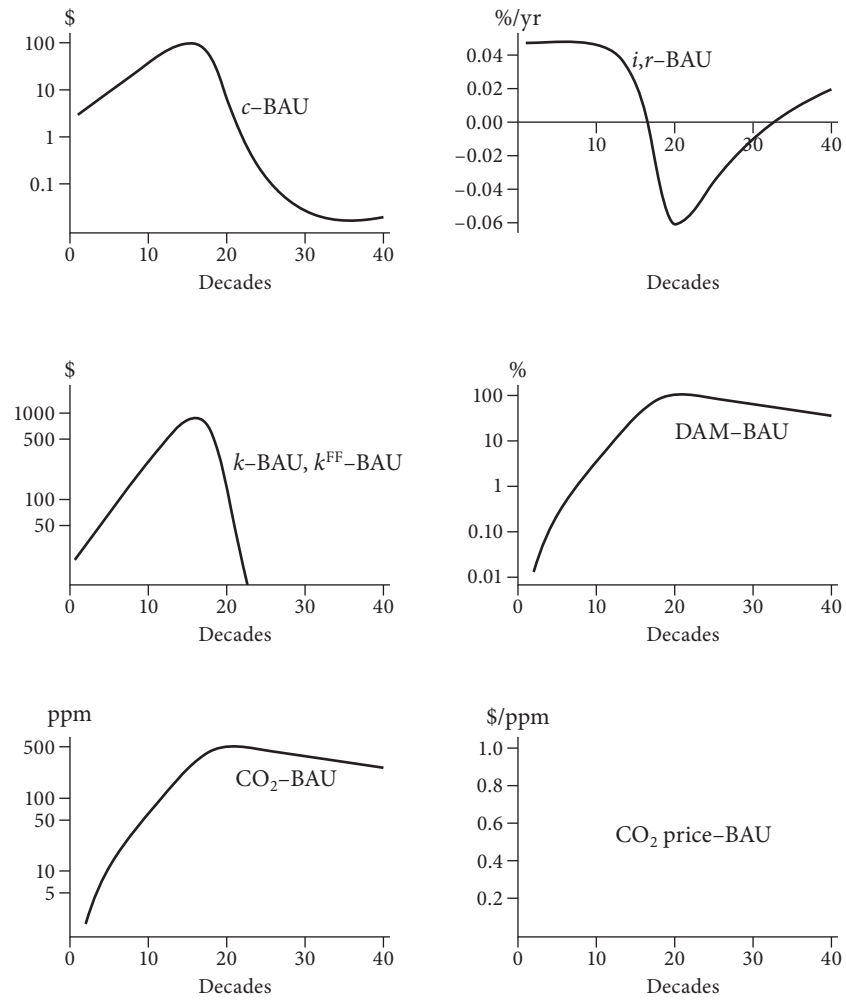 $
100
10
1
0.1
c–BAU
0 10 20 30 40
Decades
%/yr
0.04
0.02
0.00
–0.02
–0.04
–0.06
i,r–BAU
10 20 30 40
Decades
$
1000
500
100
50
k–BAU, kFF–BAU
0 10 20 30 40
Decades
%
100
10
1
0.10
0.01
DAM–BAU
0 10 20 30 40
Decades
ppm
500
100
50
10
5
CO2–BAU
0 10 20 30 40
Decades
$/ppm
1.0
0.8
0.6
0.4
0.2
CO2 price–BAU
0 10 20 30 40
Decades